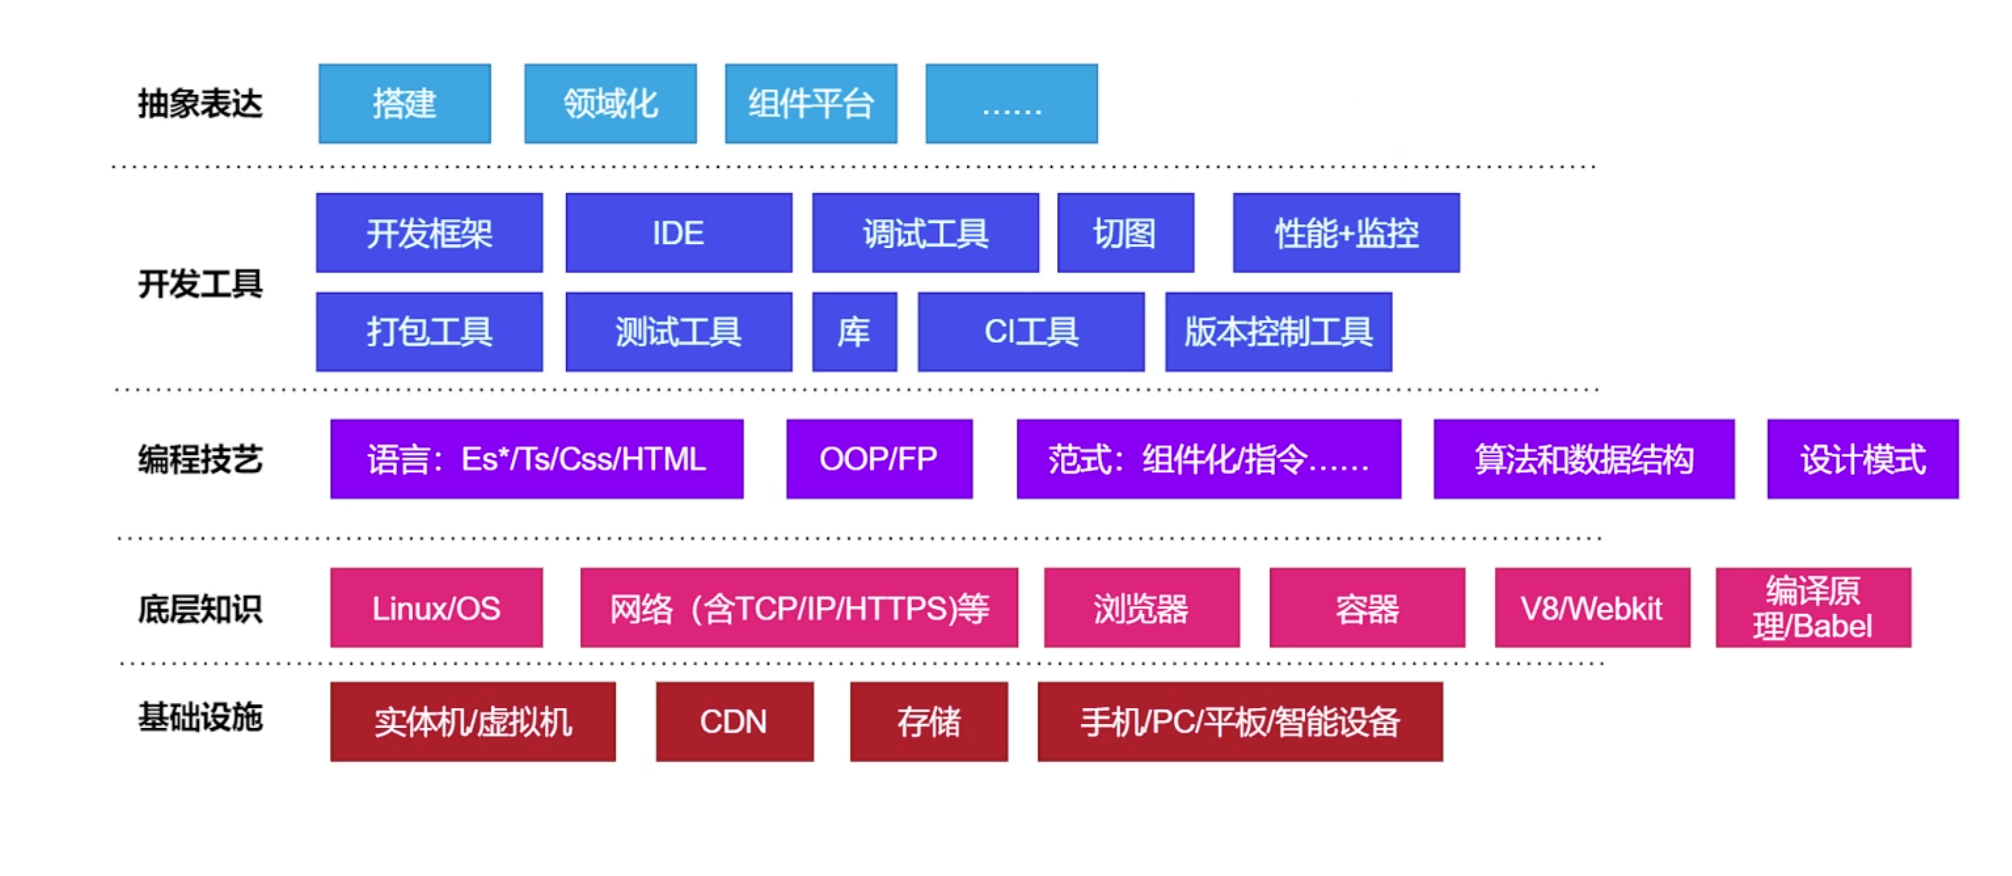 抽象表达
搭建
领域化
组件平台
……
开发工具
开发框架
IDE
调试工具
切图
性能+监控
打包工具
测试工具
库
CI工具
版本控制工具
编程技艺
语言：Es*/Ts/Css/HTML
OOP/FP
范式：组件化/指令……
算法和数据结构
设计模式
底层知识
Linux/OS
网络（含TCP/IP/HTTPS)等
浏览器
容器
V8/Webkit
编译原
理/Babel
基础设施
实体机/虚拟机
CDN
存储
手机/PC/平板/智能设备